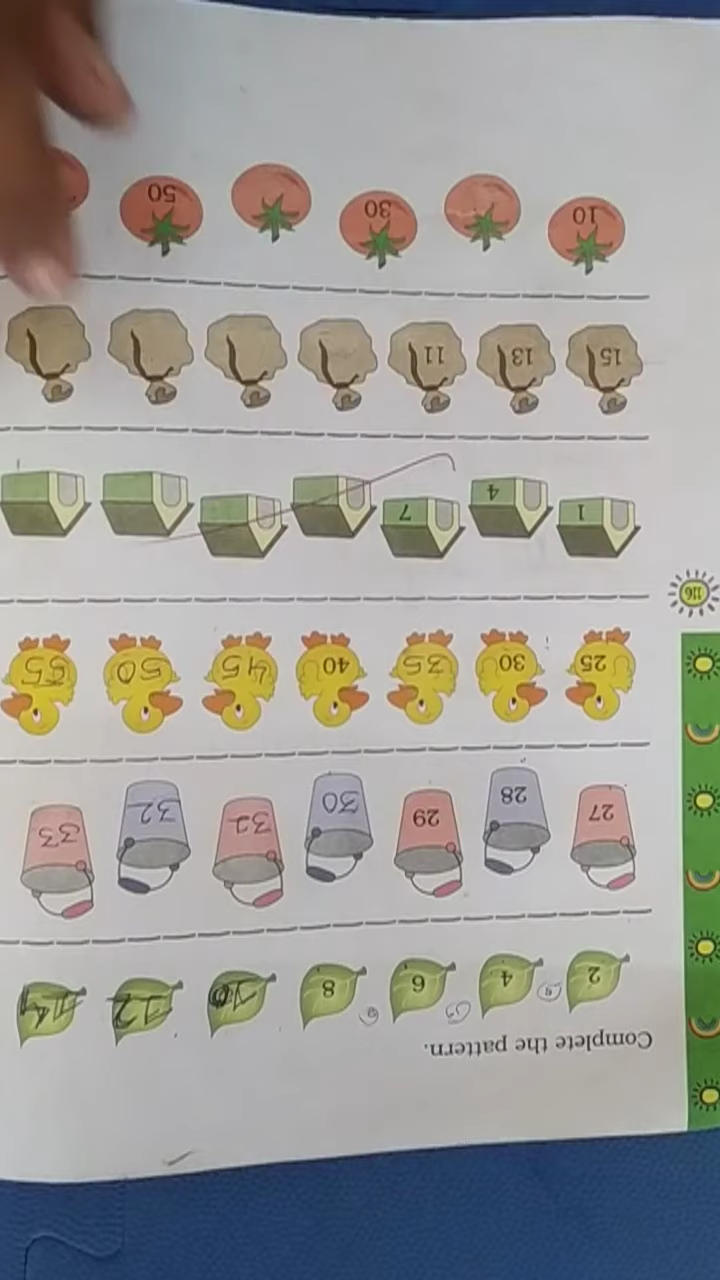 Complete the pattern.
2 4 6 8 10 12 14
27 28 29 30 31 32 33
25 30 35 40 45 50 55
1 4 7
15 13 11
10 30 50
116